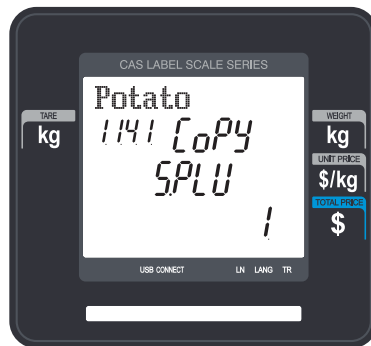 CAS LABEL SCALE SERIES
Potato
TARE
kg
1141 CoPY
WEIGHT
kg
S.PLU
UNIT PRICE
$/kg
1
TOTAL PRICE
$
USB CONNECT LN LANG TR